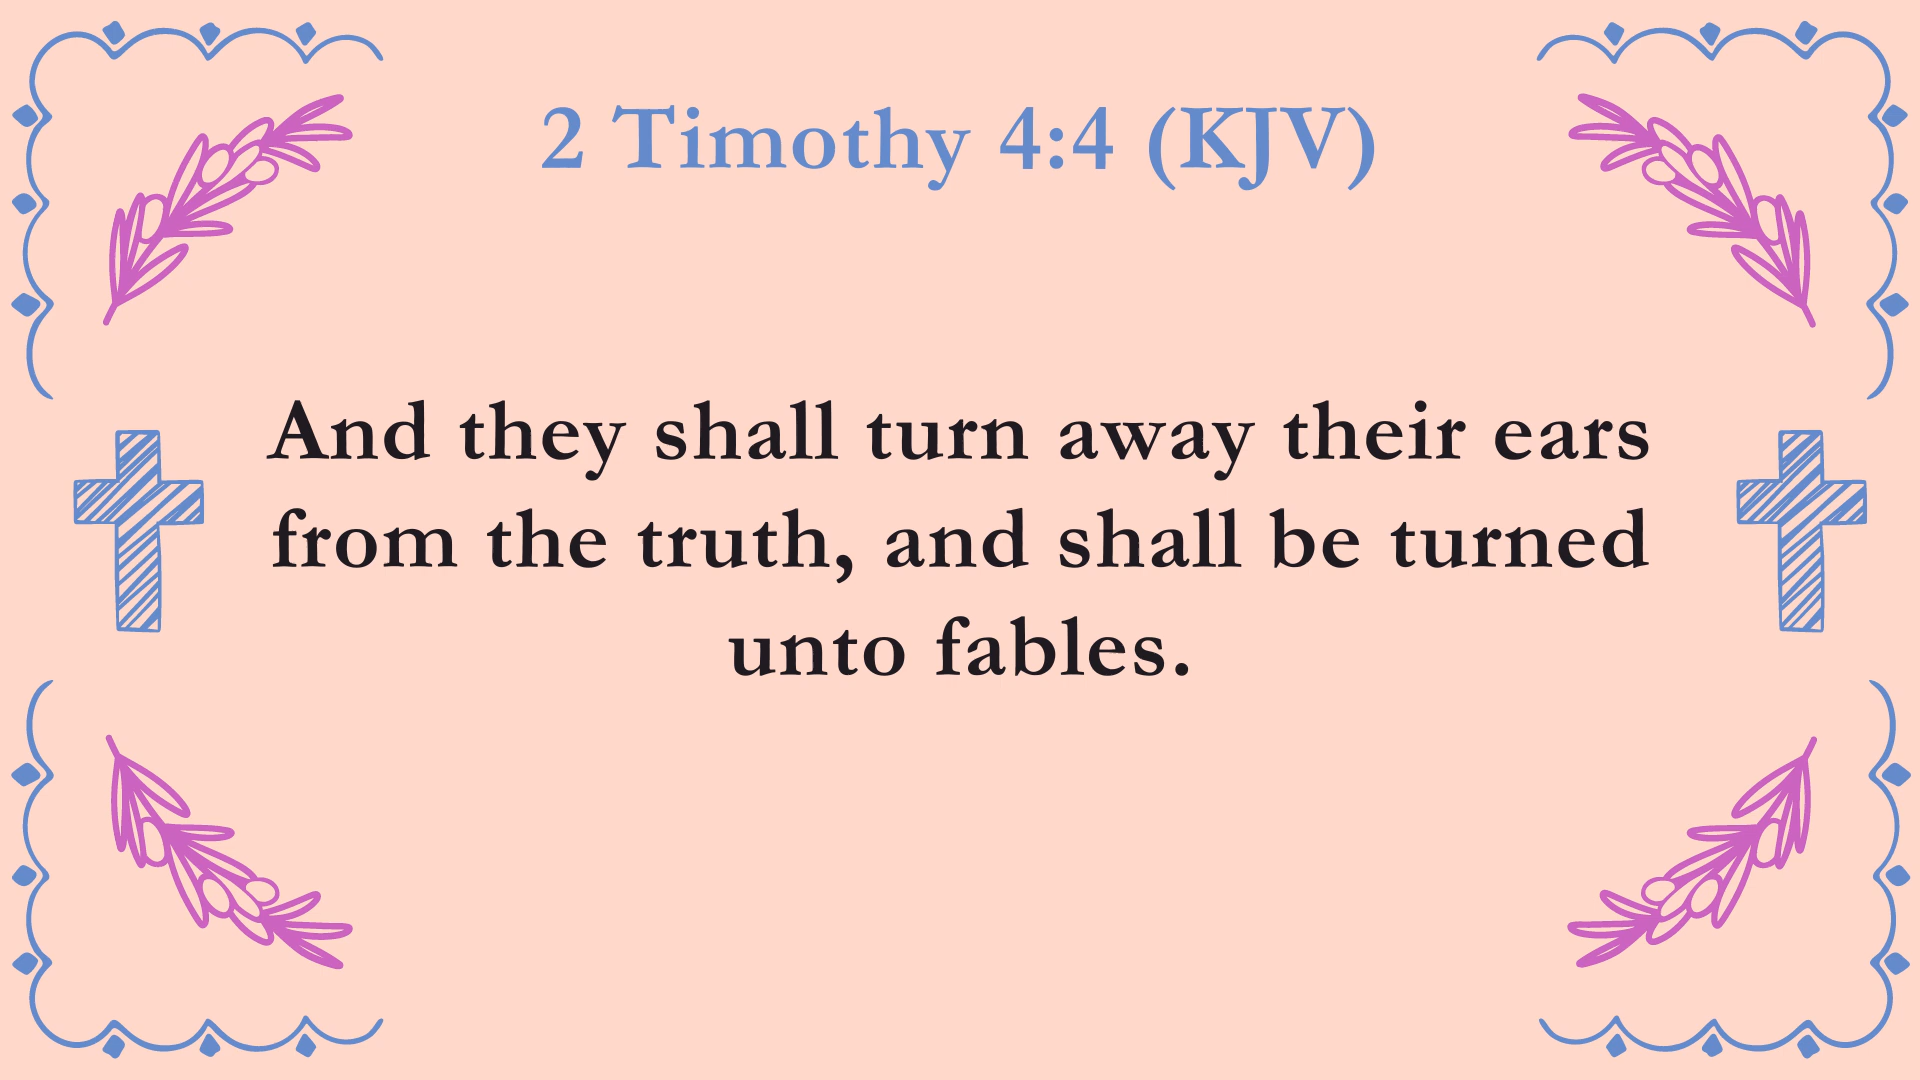 2 Timothy 4:4 (KJV)
And they shall turn away their ears
from the truth, and shall be turned
unto fables.